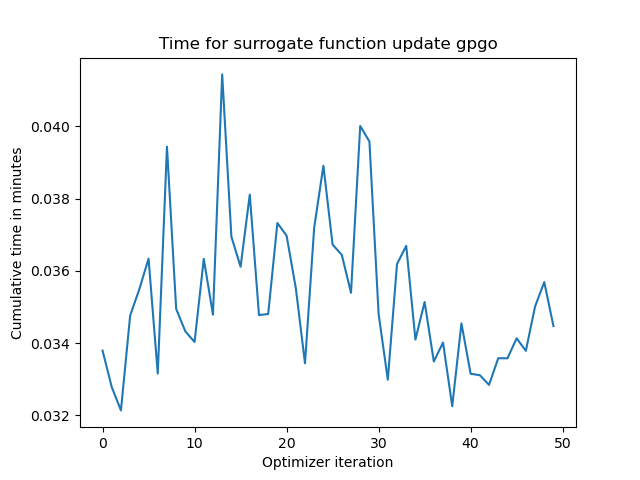 Time for surrogate function update gpgo
Cumulative time in minutes
0.040
0.038
0.036
0.034
0.032
0 10 20 30 40 50
Optimizer iteration